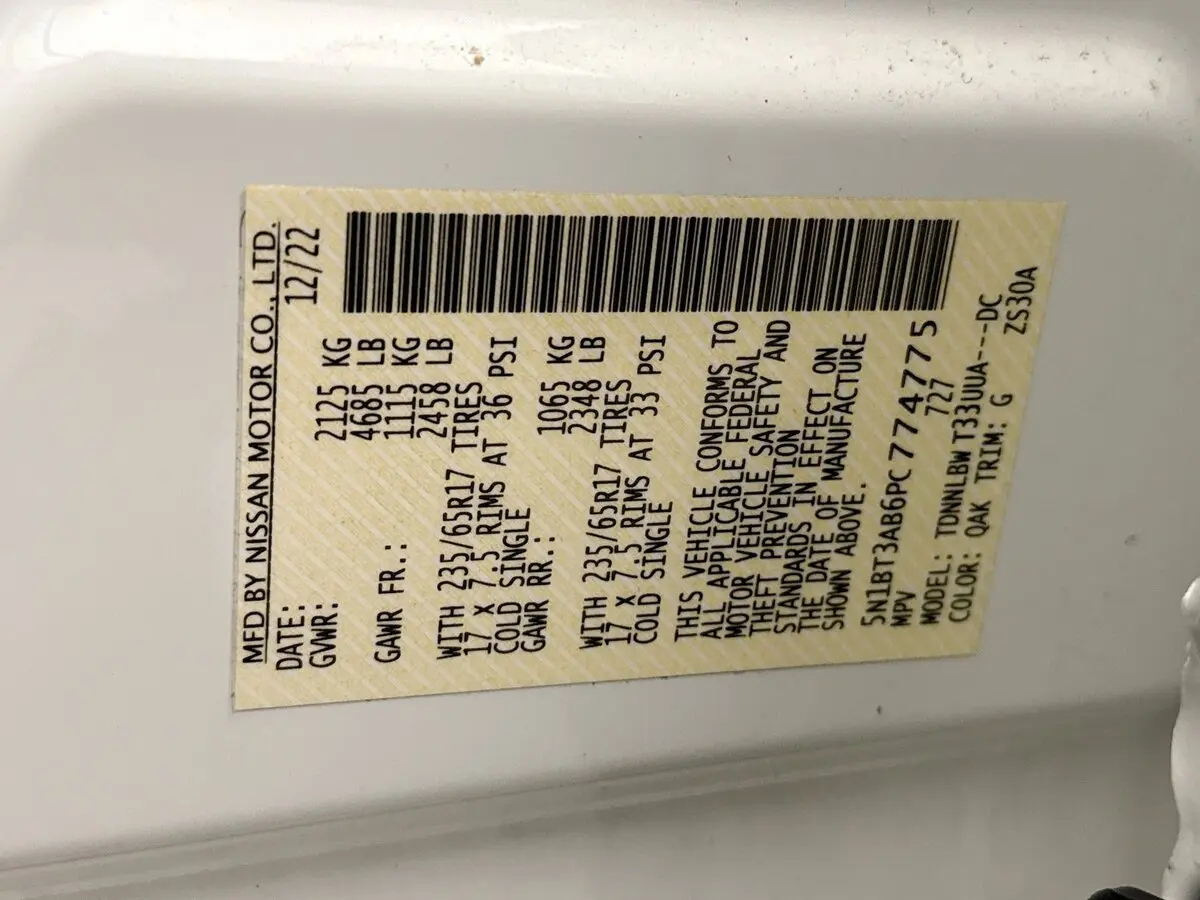 MFD BY NISSAN MOTOR CO., LTD.
DATE: 12/22
GVWR: 2125 KG
4685 LB
GAWR FR.: 1115 KG
2458 LB
WITH 235/65R17 TIRES
17 X 7.5 RIMS AT 36 PSI
COLD SINGLE
GAWR RR.: 1065 KG
2348 LB
WITH 235/65R17 TIRES
17 X 7.5 RIMS AT 33 PSI
COLD SINGLE
THIS VEHICLE CONFORMS TO
ALL APPLICABLE FEDERAL
MOTOR VEHICLE SAFETY AND
THEFT PREVENTION
STANDARDS IN EFFECT ON
THE DATE OF MANUFACTURE
SHOWN ABOVE.
5N1BT3AB6PC774775
MPV 727
MODEL: TDNNLBW T33UUA---DC
COLOR: QAK TRIM: G ZS30A